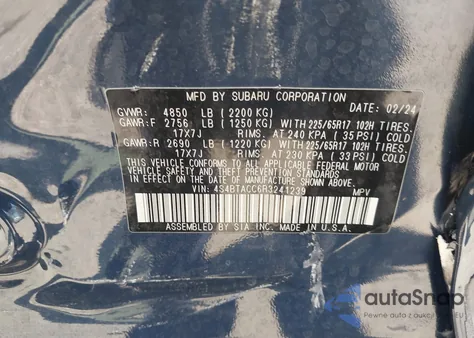 MFD BY SUBARU CORPORATION
DATE: 02/24
GVWR: 4850 LB (2200 KG)
GAWR:F 2756 LB (1250 KG) WITH 225/65R17 102H TIRES,
17X7J RIMS, AT 240 KPA ( 35 PSI) COLD
GAWR:R 2690 LB (1220 KG) WITH 225/65R17 102H TIRES,
17X7J RIMS, AT 230 KPA ( 33 PSI) COLD
THIS VEHICLE CONFORMS TO ALL APPLICABLE FEDERAL MOTOR
VEHICLE SAFETY AND THEFT PREVENTION STANDARDS IN EFFECT
ON THE DATE OF MANUFACTURE SHOWN ABOVE.
VIN: 4S4BTACC6R3241239 MPV
ASSEMBLED BY SIA INC. MADE IN U.S.A.
autoSnap
Pewne auta z aukcji